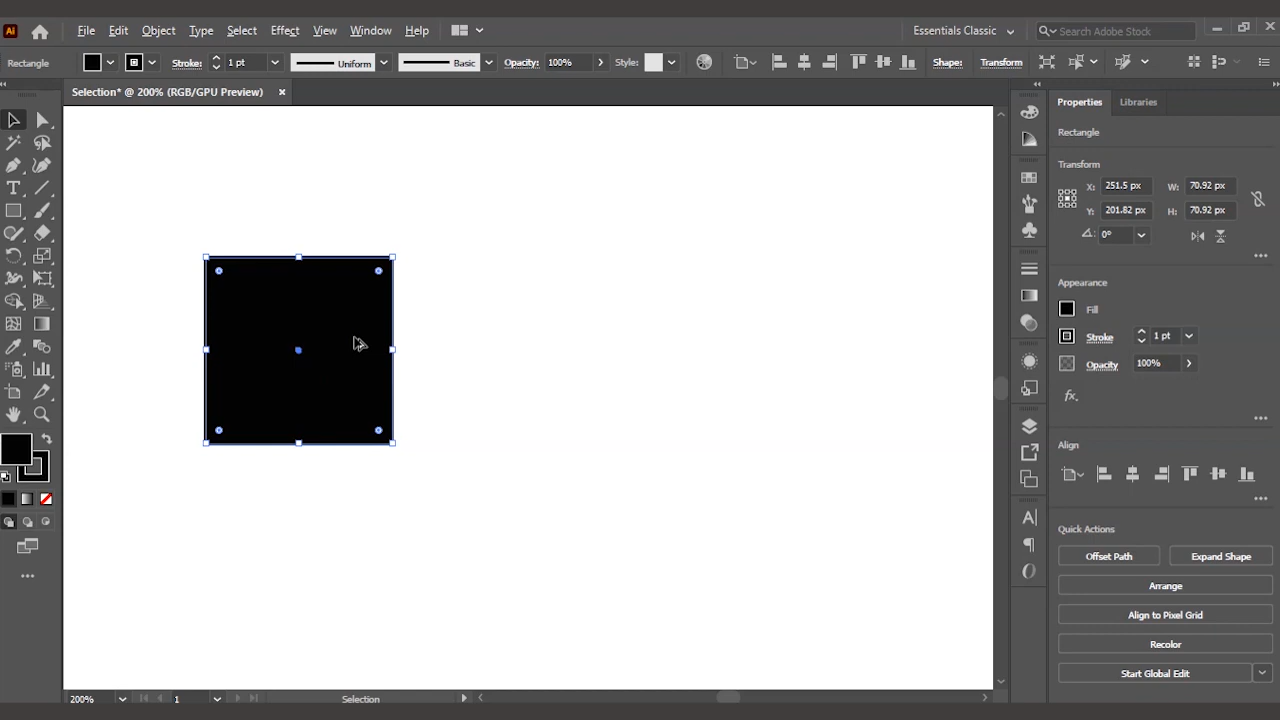 Ai File Edit Object Type Select Effect View Window Help Essentials Classic Search Adobe Stock
Rectangle Stroke: 1 pt Uniform Basic Opacity: 100% Style: Shape: Transform
Selection* @ 200% (RGB/GPU Preview)
Properties Libraries
Rectangle
Transform
X: 251.5 px W: 70.92 px
Y: 201.82 px H: 70.92 px
0°
Appearance
Fill
Stroke 1 pt
Opacity 100%
fx.
Align
Quick Actions
Offset Path Expand Shape
Arrange
Align to Pixel Grid
Recolor
Start Global Edit
200% 1 Selection